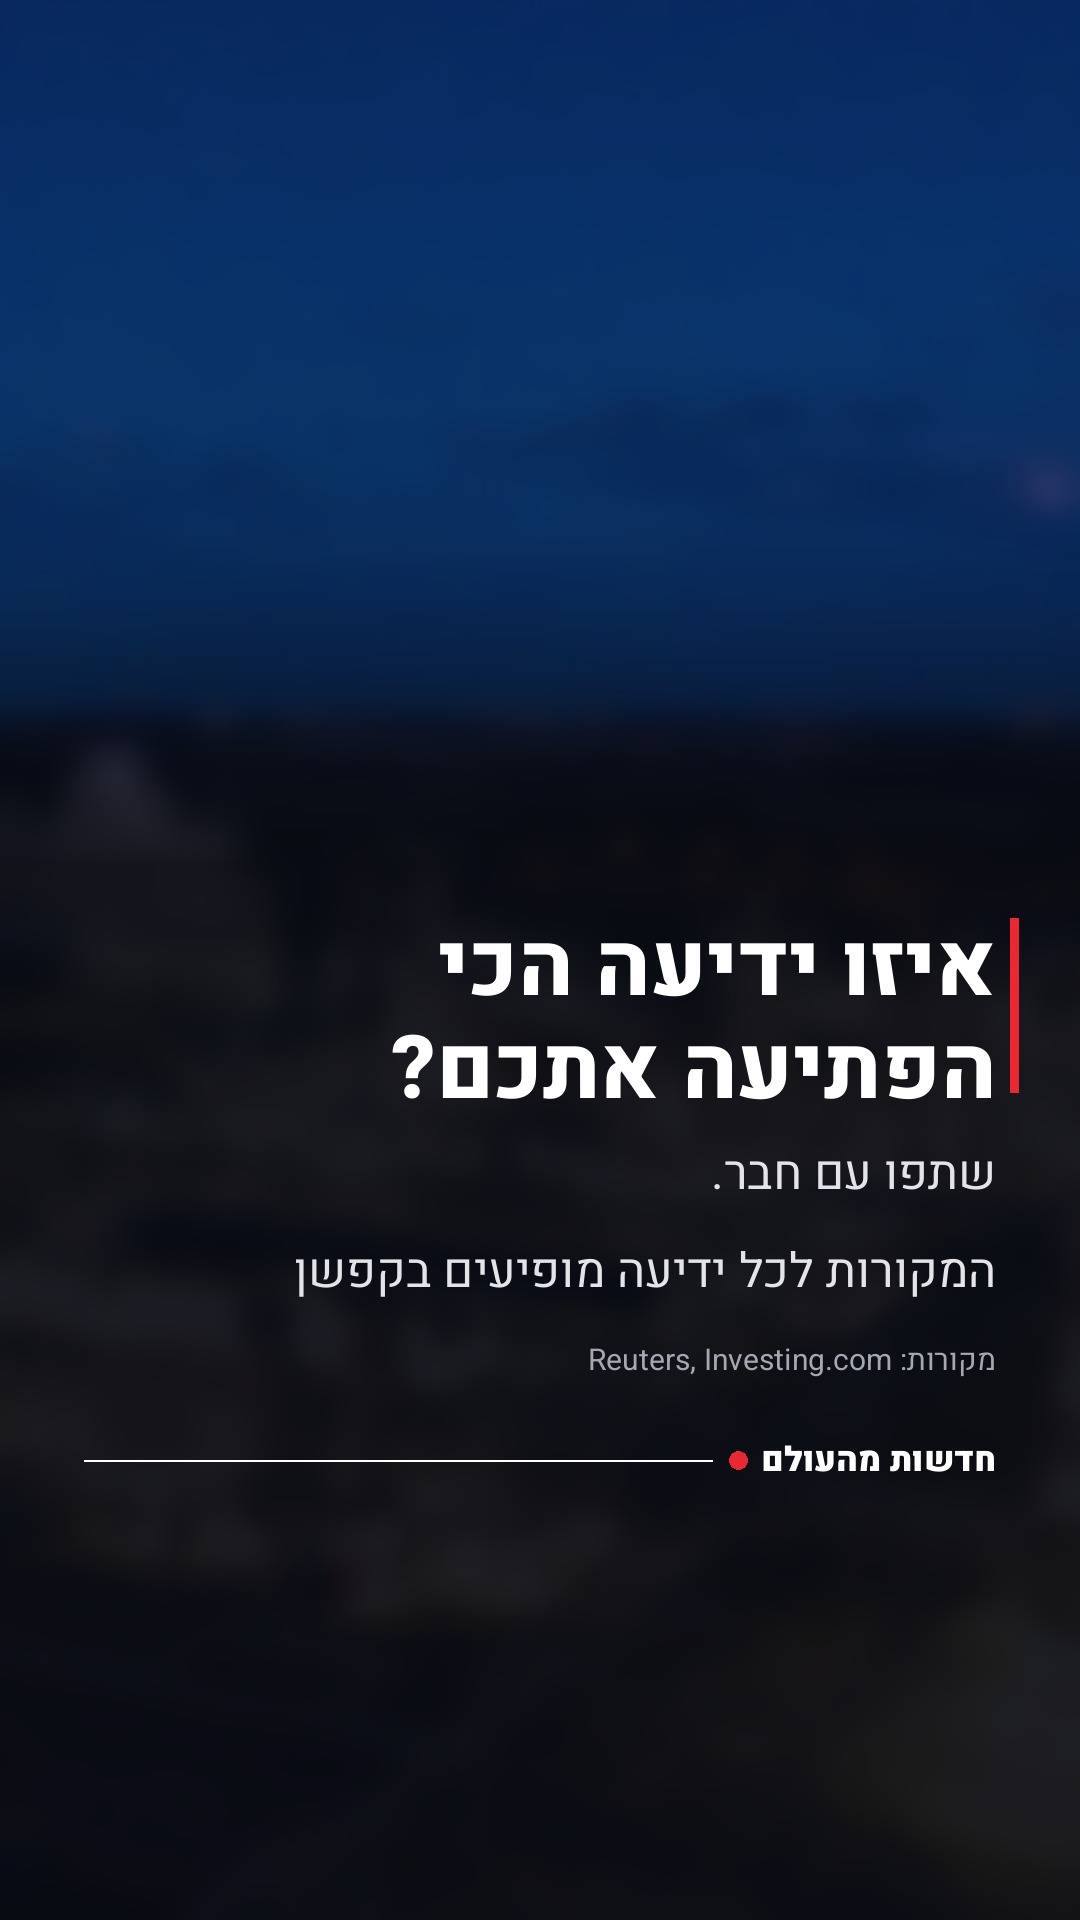 איזו ידיעה הכי
הפתיעה אתכם?
שתפו עם חבר.
המקורות לכל ידיעה מופיעים בקפשן
מקורות: Reuters, Investing.com
חדשות מהעולם